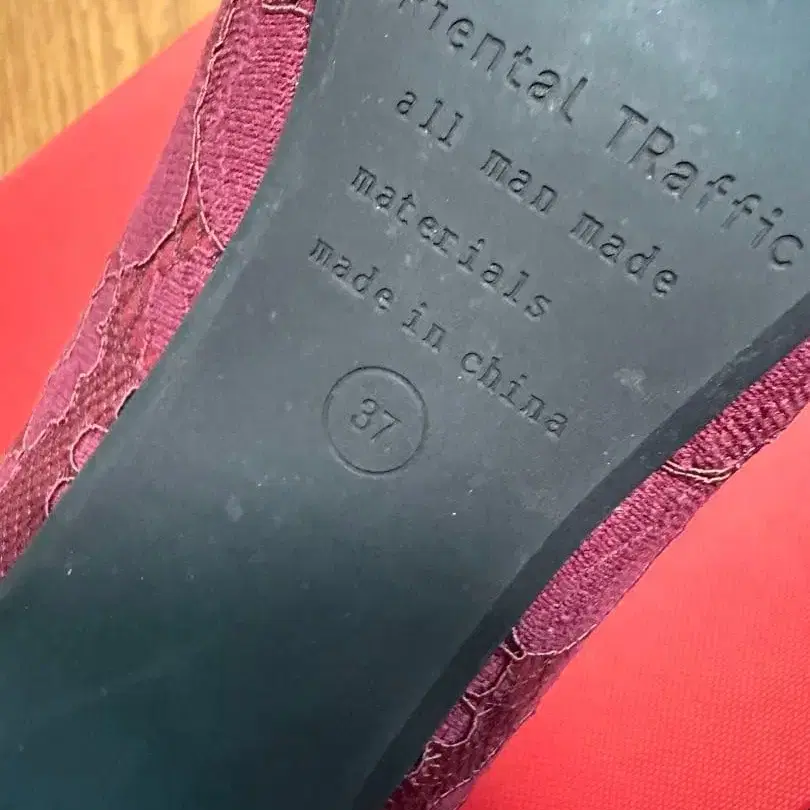 riental TRaffic
all man made
materials
made in china
37